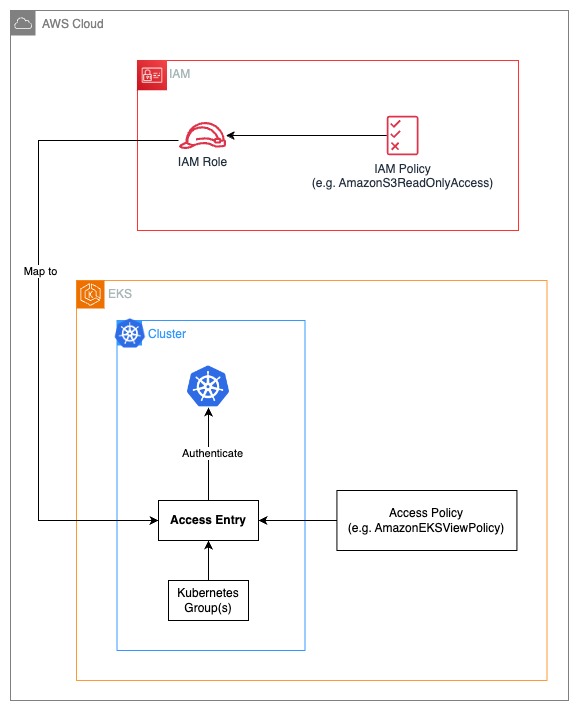 AWS Cloud
IAM
IAM Role
IAM Policy
(e.g. AmazonS3ReadOnlyAccess)
Map to
EKS
Cluster
Authenticate
Access Entry
Access Policy
(e.g. AmazonEKSViewPolicy)
Kubernetes
Group(s)